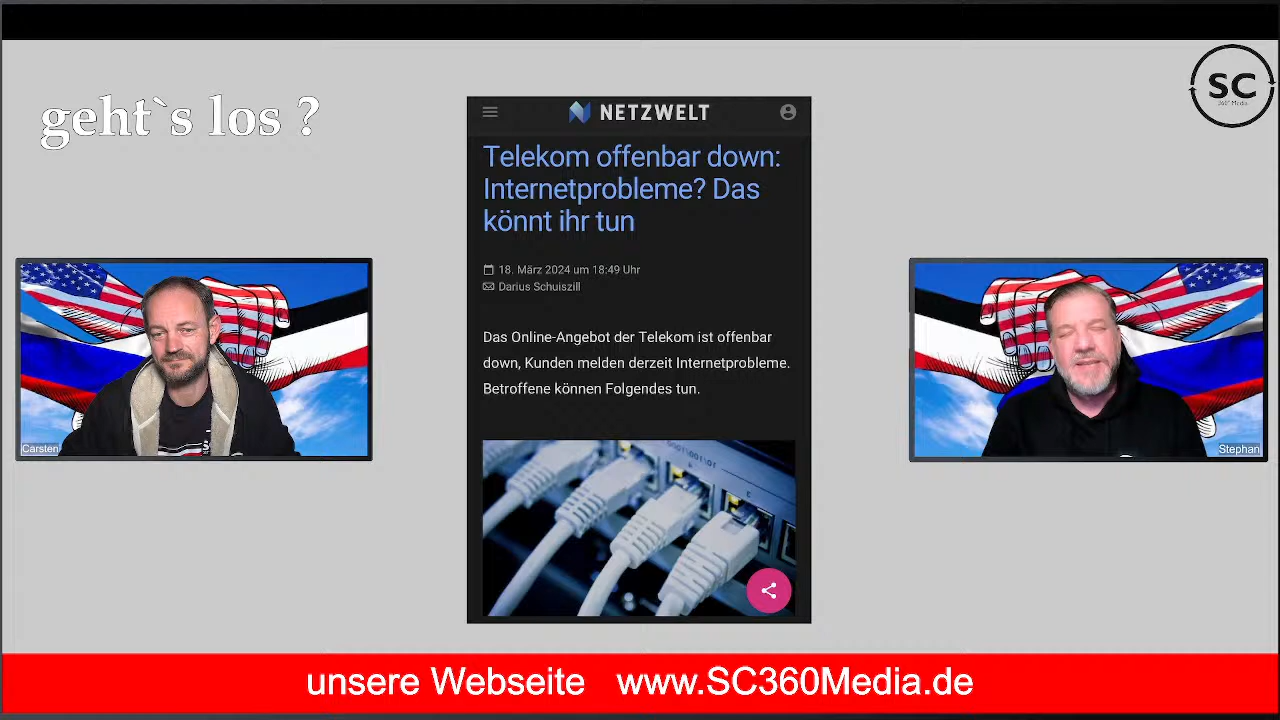 geht`s los ?
SC
360° Media
NETZWELT
Telekom offenbar down:
Internetprobleme? Das
könnt ihr tun
18. März 2024 um 18:49 Uhr
Darius Schuiszill
Das Online-Angebot der Telekom ist offenbar
down, Kunden melden derzeit Internetprobleme.
Betroffene können Folgendes tun.
Carsten
Stephan
unsere Webseite www.SC360Media.de